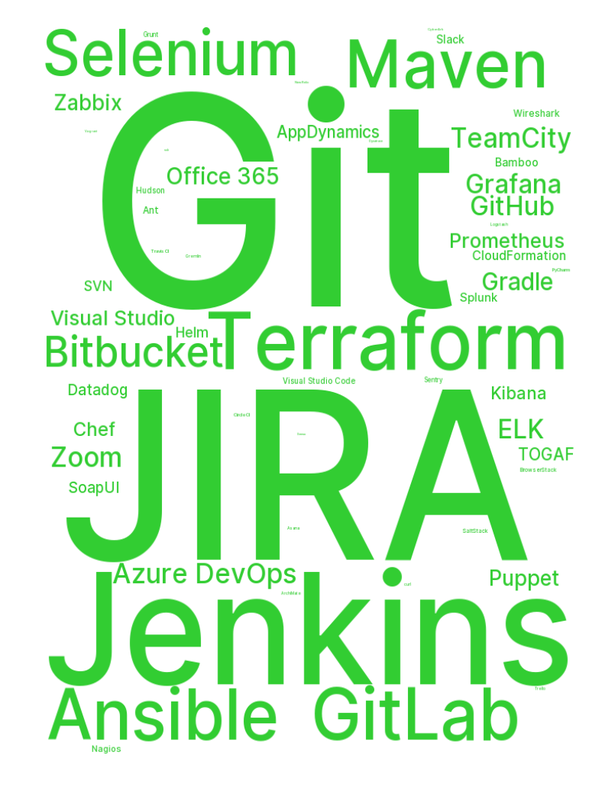 Grunt
Slack
Selenium
Maven
Zabbix
Wireshark
Git
AppDynamics
TeamCity
Bamboo
Office 365
Grafana
Hudson
GitHub
Ant
Prometheus
CloudFormation
Gradle
SVN
Splunk
Visual Studio
Helm
Terraform
Bitbucket
Visual Studio Code
Sentry
Datadog
Kibana
JIRA
Chef
ELK
Zoom
TOGAF
BrowserStack
SoapUI
Asana
SaltStack
Azure DevOps
Puppet
Jenkins
Ansible
GitLab
Nagios